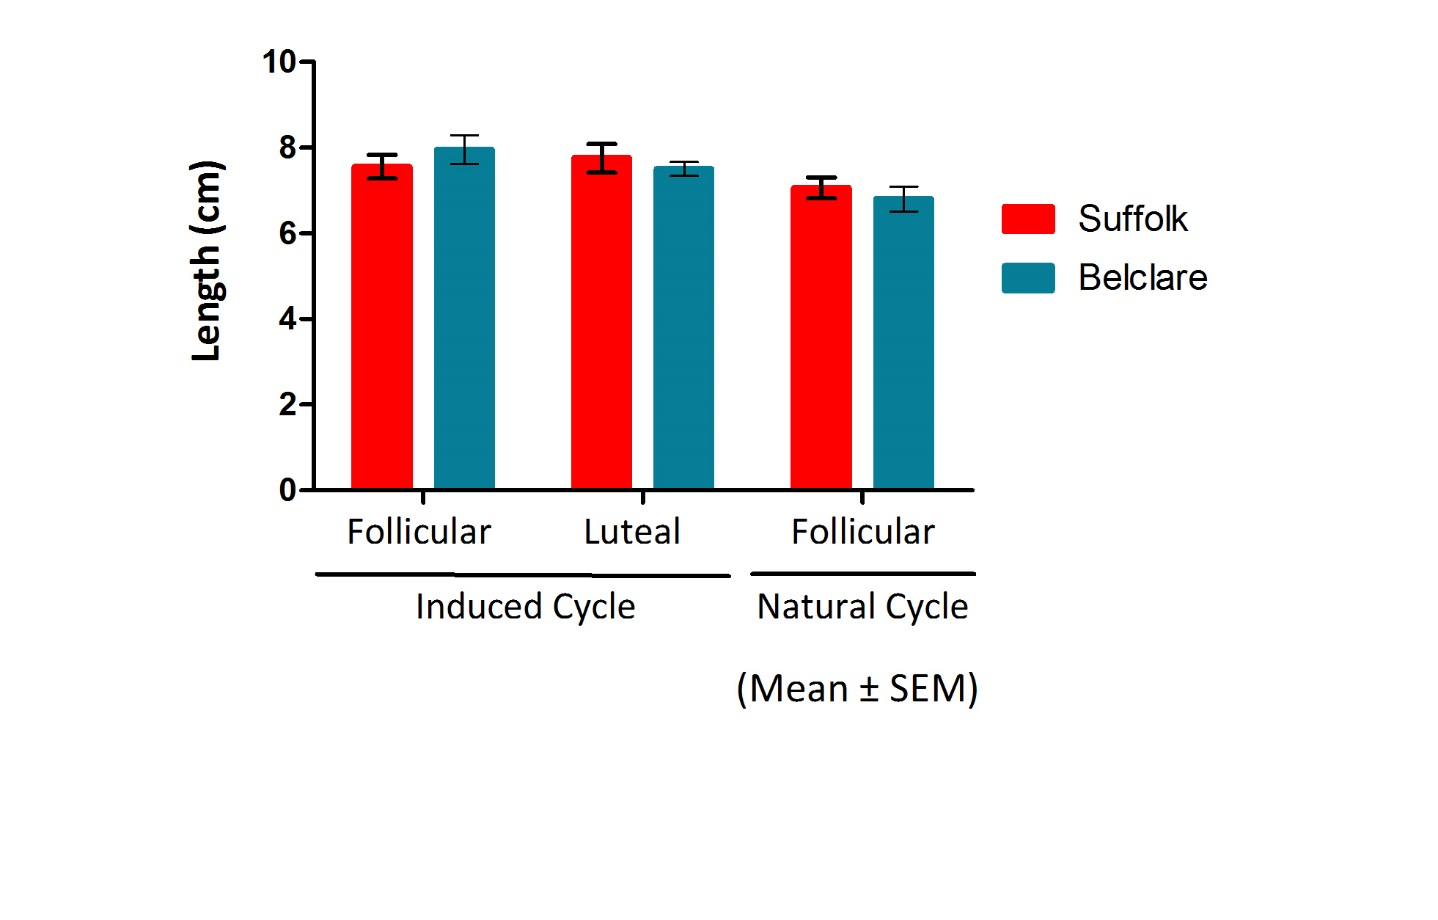 10
8
6
4
2
0
Length (cm)
Suffolk
Belclare
Follicular Luteal Follicular
Induced Cycle Natural Cycle
(Mean ± SEM)